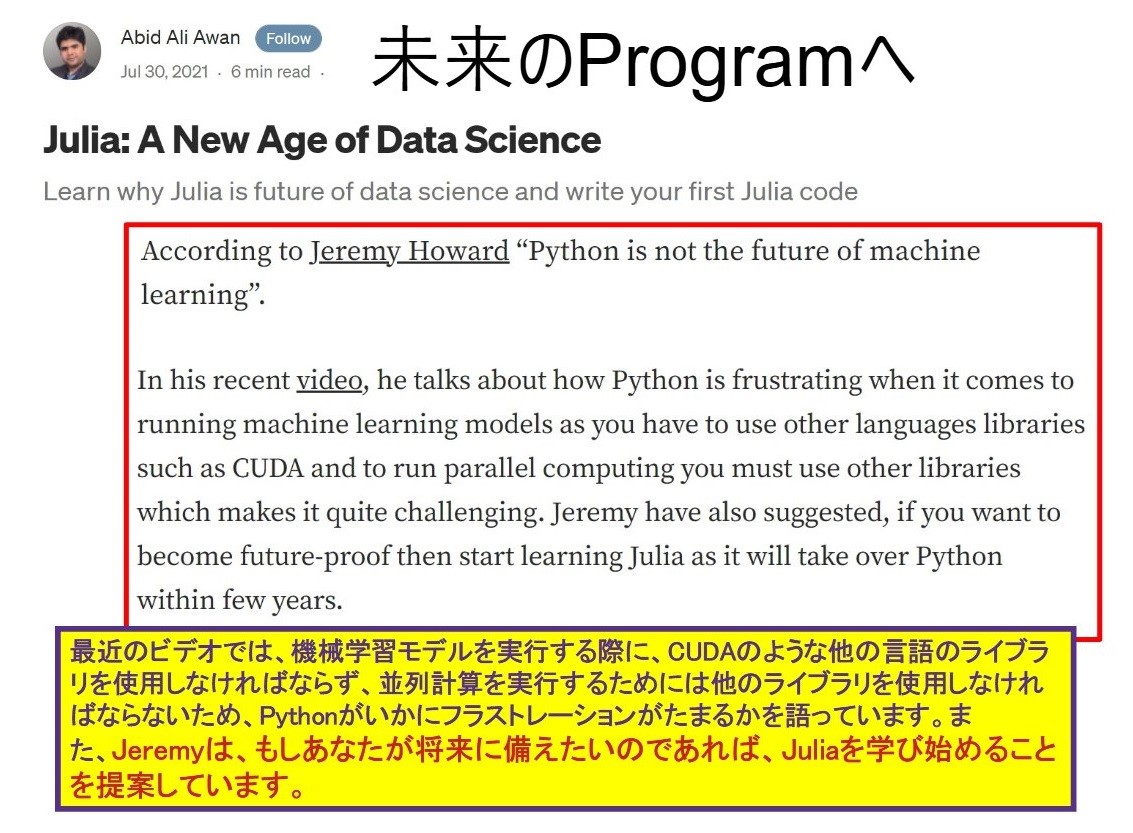 Abid Ali Awan Follow
Jul 30, 2021 · 6 min read ·
未来のProgramへ
Julia: A New Age of Data Science
Learn why Julia is future of data science and write your first Julia code
According to Jeremy Howard “Python is not the future of machine
learning”.
In his recent video, he talks about how Python is frustrating when it comes to
running machine learning models as you have to use other languages libraries
such as CUDA and to run parallel computing you must use other libraries
which makes it quite challenging. Jeremy have also suggested, if you want to
become future-proof then start learning Julia as it will take over Python
within few years.
最近のビデオでは、機械学習モデルを実行する際に、CUDAのような他の言語のライブラ
リを使用しなければならず、並列計算を実行するためには他のライブラリを使用しなけれ
ばならないため、Pythonがいかにフラストレーションがたまるかを語っています。ま
た、Jeremyは、もしあなたが将来に備えたいのであれば、Juliaを学び始めること
を提案しています。